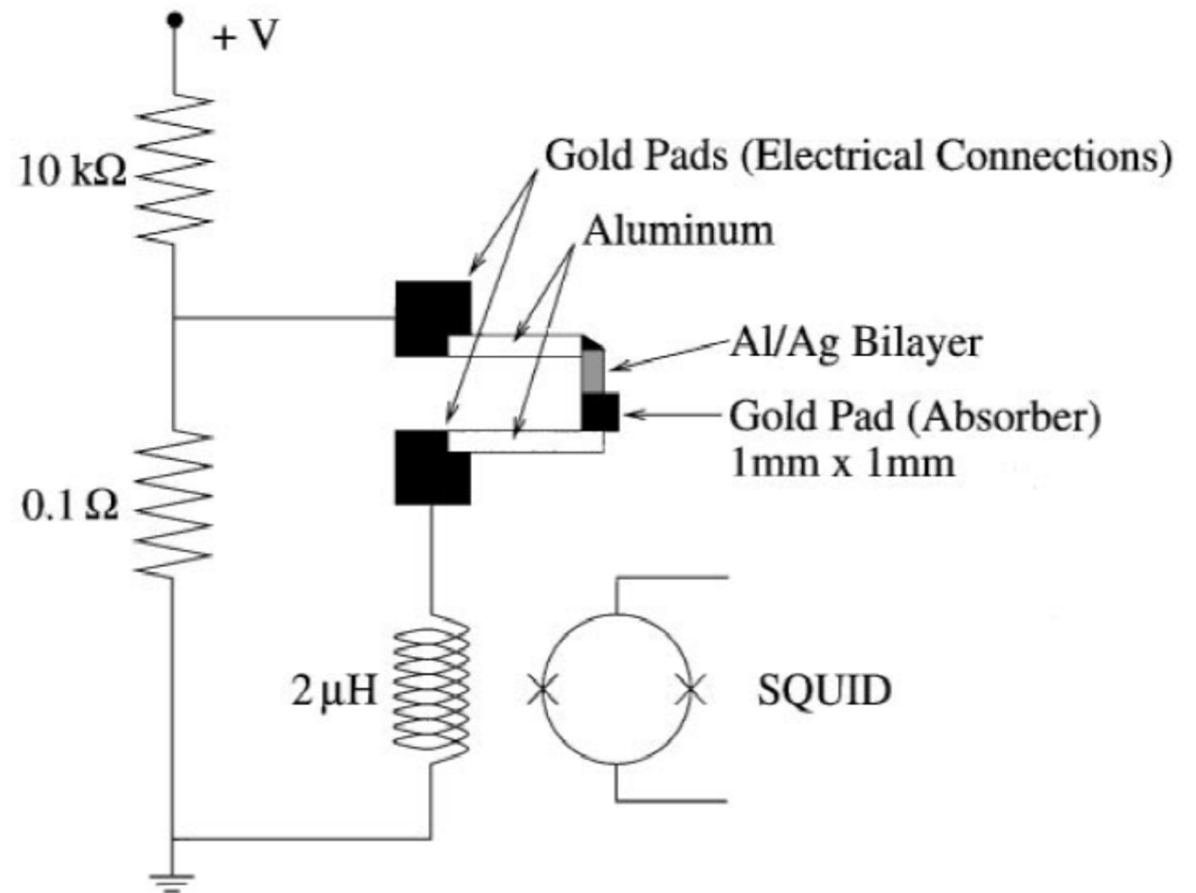 + V
10 kΩ
Gold Pads (Electrical Connections)
Aluminum
Al/Ag Bilayer
Gold Pad (Absorber)
1mm x 1mm
0.1 Ω
2 μH
SQUID